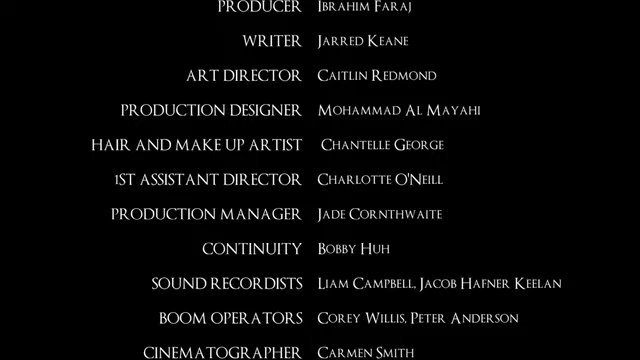 PRODUCER Ibrahim Faraj
WRITER Jarred Keane
ART DIRECTOR Caitlin Redmond
PRODUCTION DESIGNER Mohammad Al Mayahi
HAIR AND MAKE UP ARTIST Chantelle George
1ST ASSISTANT DIRECTOR Charlotte O'Neill
PRODUCTION MANAGER Jade Cornthwaite
CONTINUITY Bobby Huh
SOUND RECORDISTS Liam Campbell, Jacob Hafner Keelan
BOOM OPERATORS Corey Willis, Peter Anderson
CINEMATOGRAPHER Carmen Smith